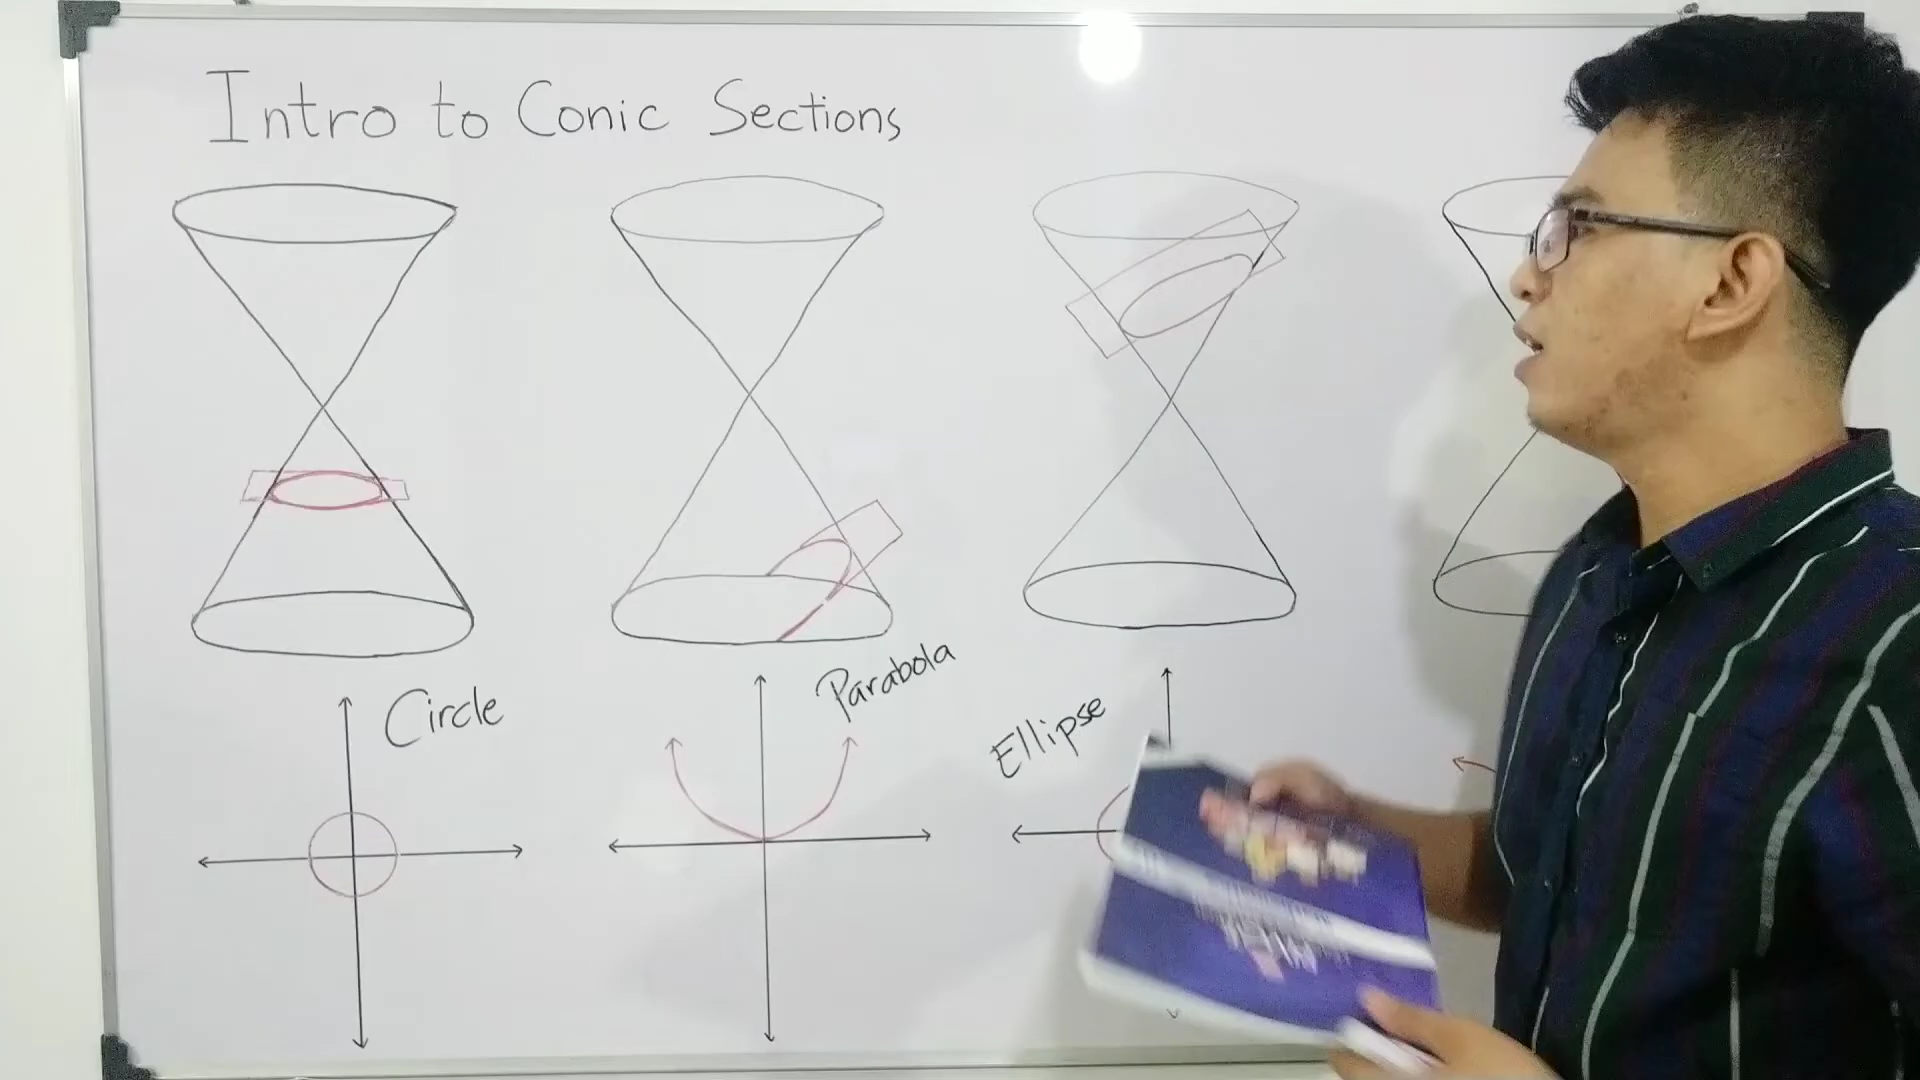 Intro to Conic Sections
Circle
Parabola
Ellipse